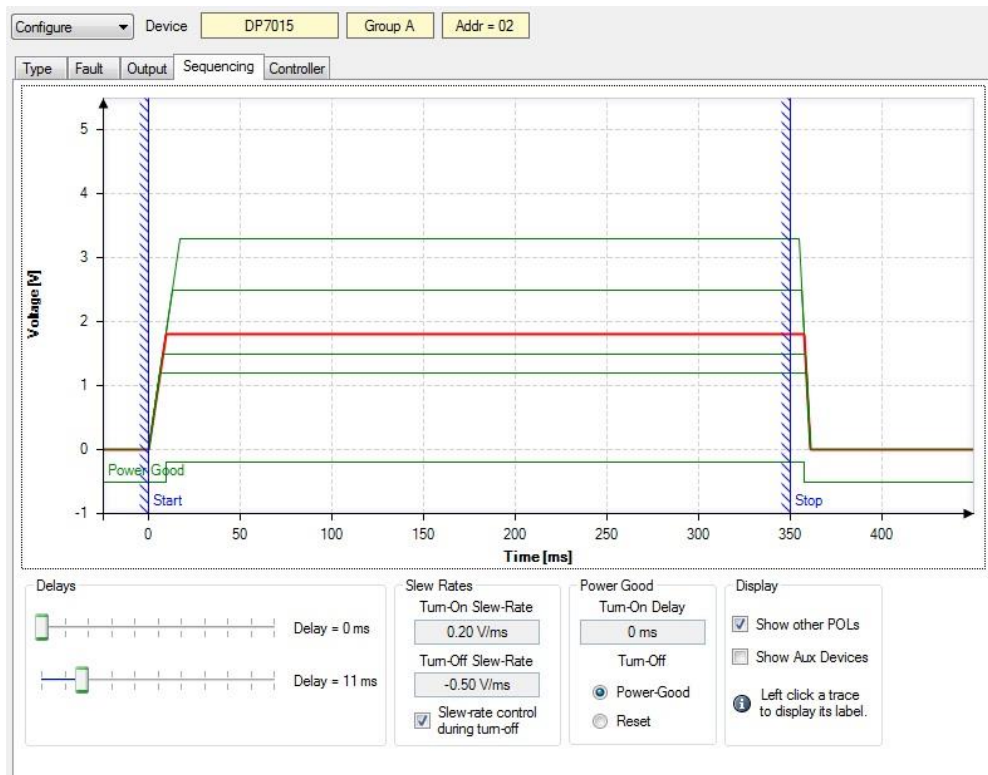 Configure Device DP7015 Group A Addr = 02
Type Fault Output Sequencing Controller
5
4
3
2
1
0
-1
Voltage [V]
Power-Good
Start
Stop
0 50 100 150 200 250 300 350 400
Time [ms]
Delays
Delay = 0 ms
Delay = 11 ms
Slew Rates
Turn-On Slew-Rate
0.20 V/ms
Turn-Off Slew-Rate
-0.50 V/ms
Slew-rate control
during turn-off
Power Good
Turn-On Delay
0 ms
Turn-Off
Power-Good
Reset
Display
Show other POLs
Show Aux Devices
Left click a trace
to display its label.